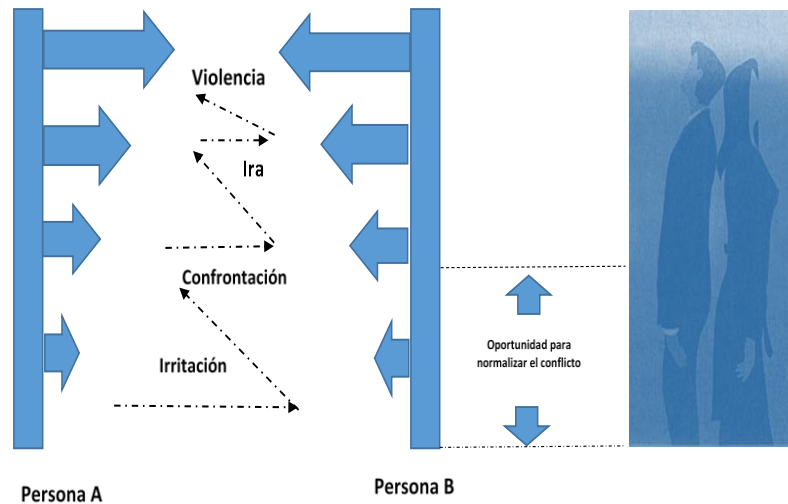 Violencia
Ira
Confrontación
Irritación
Oportunidad para
normalizar el conflicto
Persona A
Persona B